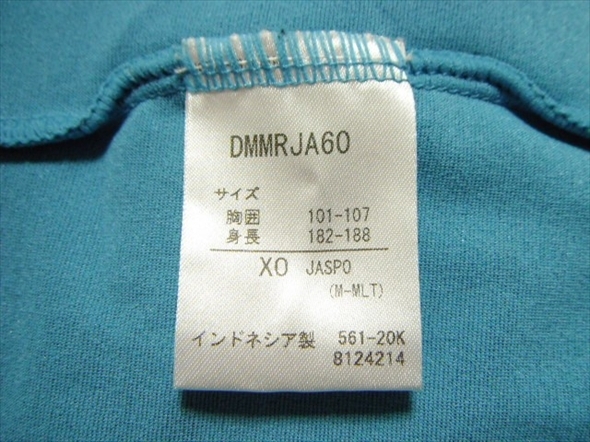 DMMRJA60
サイズ
胸囲 101-107
身長 182-188
XO JASPO
(M-MLT)
インドネシア製 561-20K
8124214